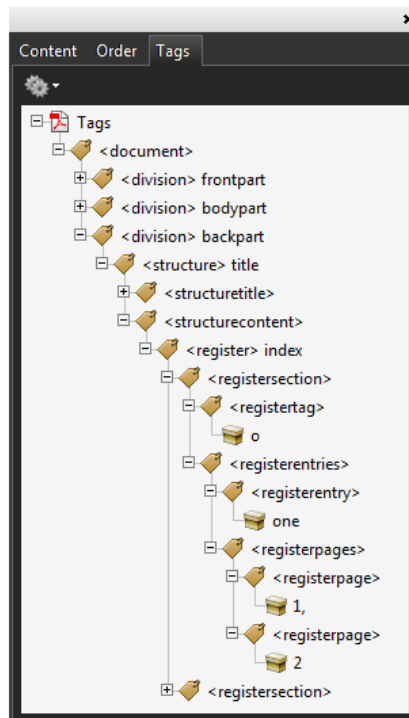 Content Order Tags
Tags
<document>
<division> frontpart
<division> bodypart
<division> backpart
<structure> title
<structuretitle>
<structurecontent>
<register> index
<registersection>
<registertag>
o
<registerentries>
<registerentry>
one
<registerpages>
<registerpage>
1,
<registerpage>
2
<registersection>